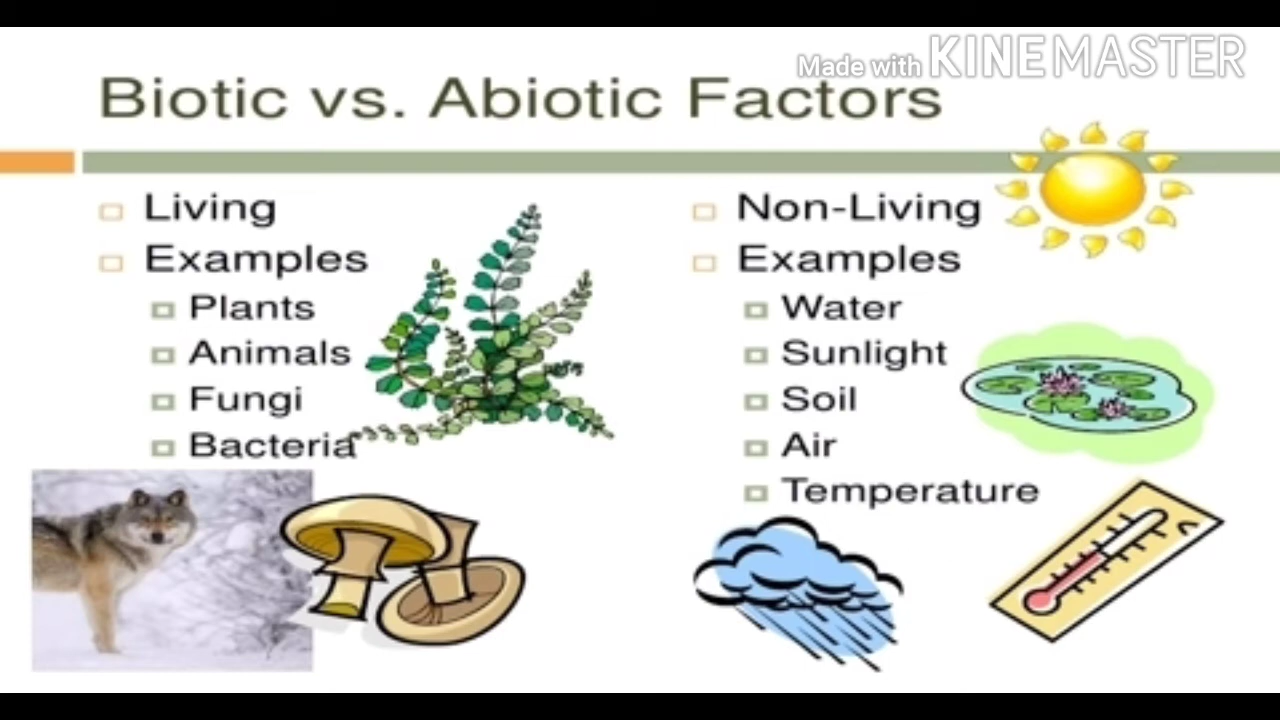 Made with KINEMASTER
Biotic vs. Abiotic Factors
Living
Examples
Plants
Animals
Fungi
Bacteria
Non-Living
Examples
Water
Sunlight
Soil
Air
Temperature